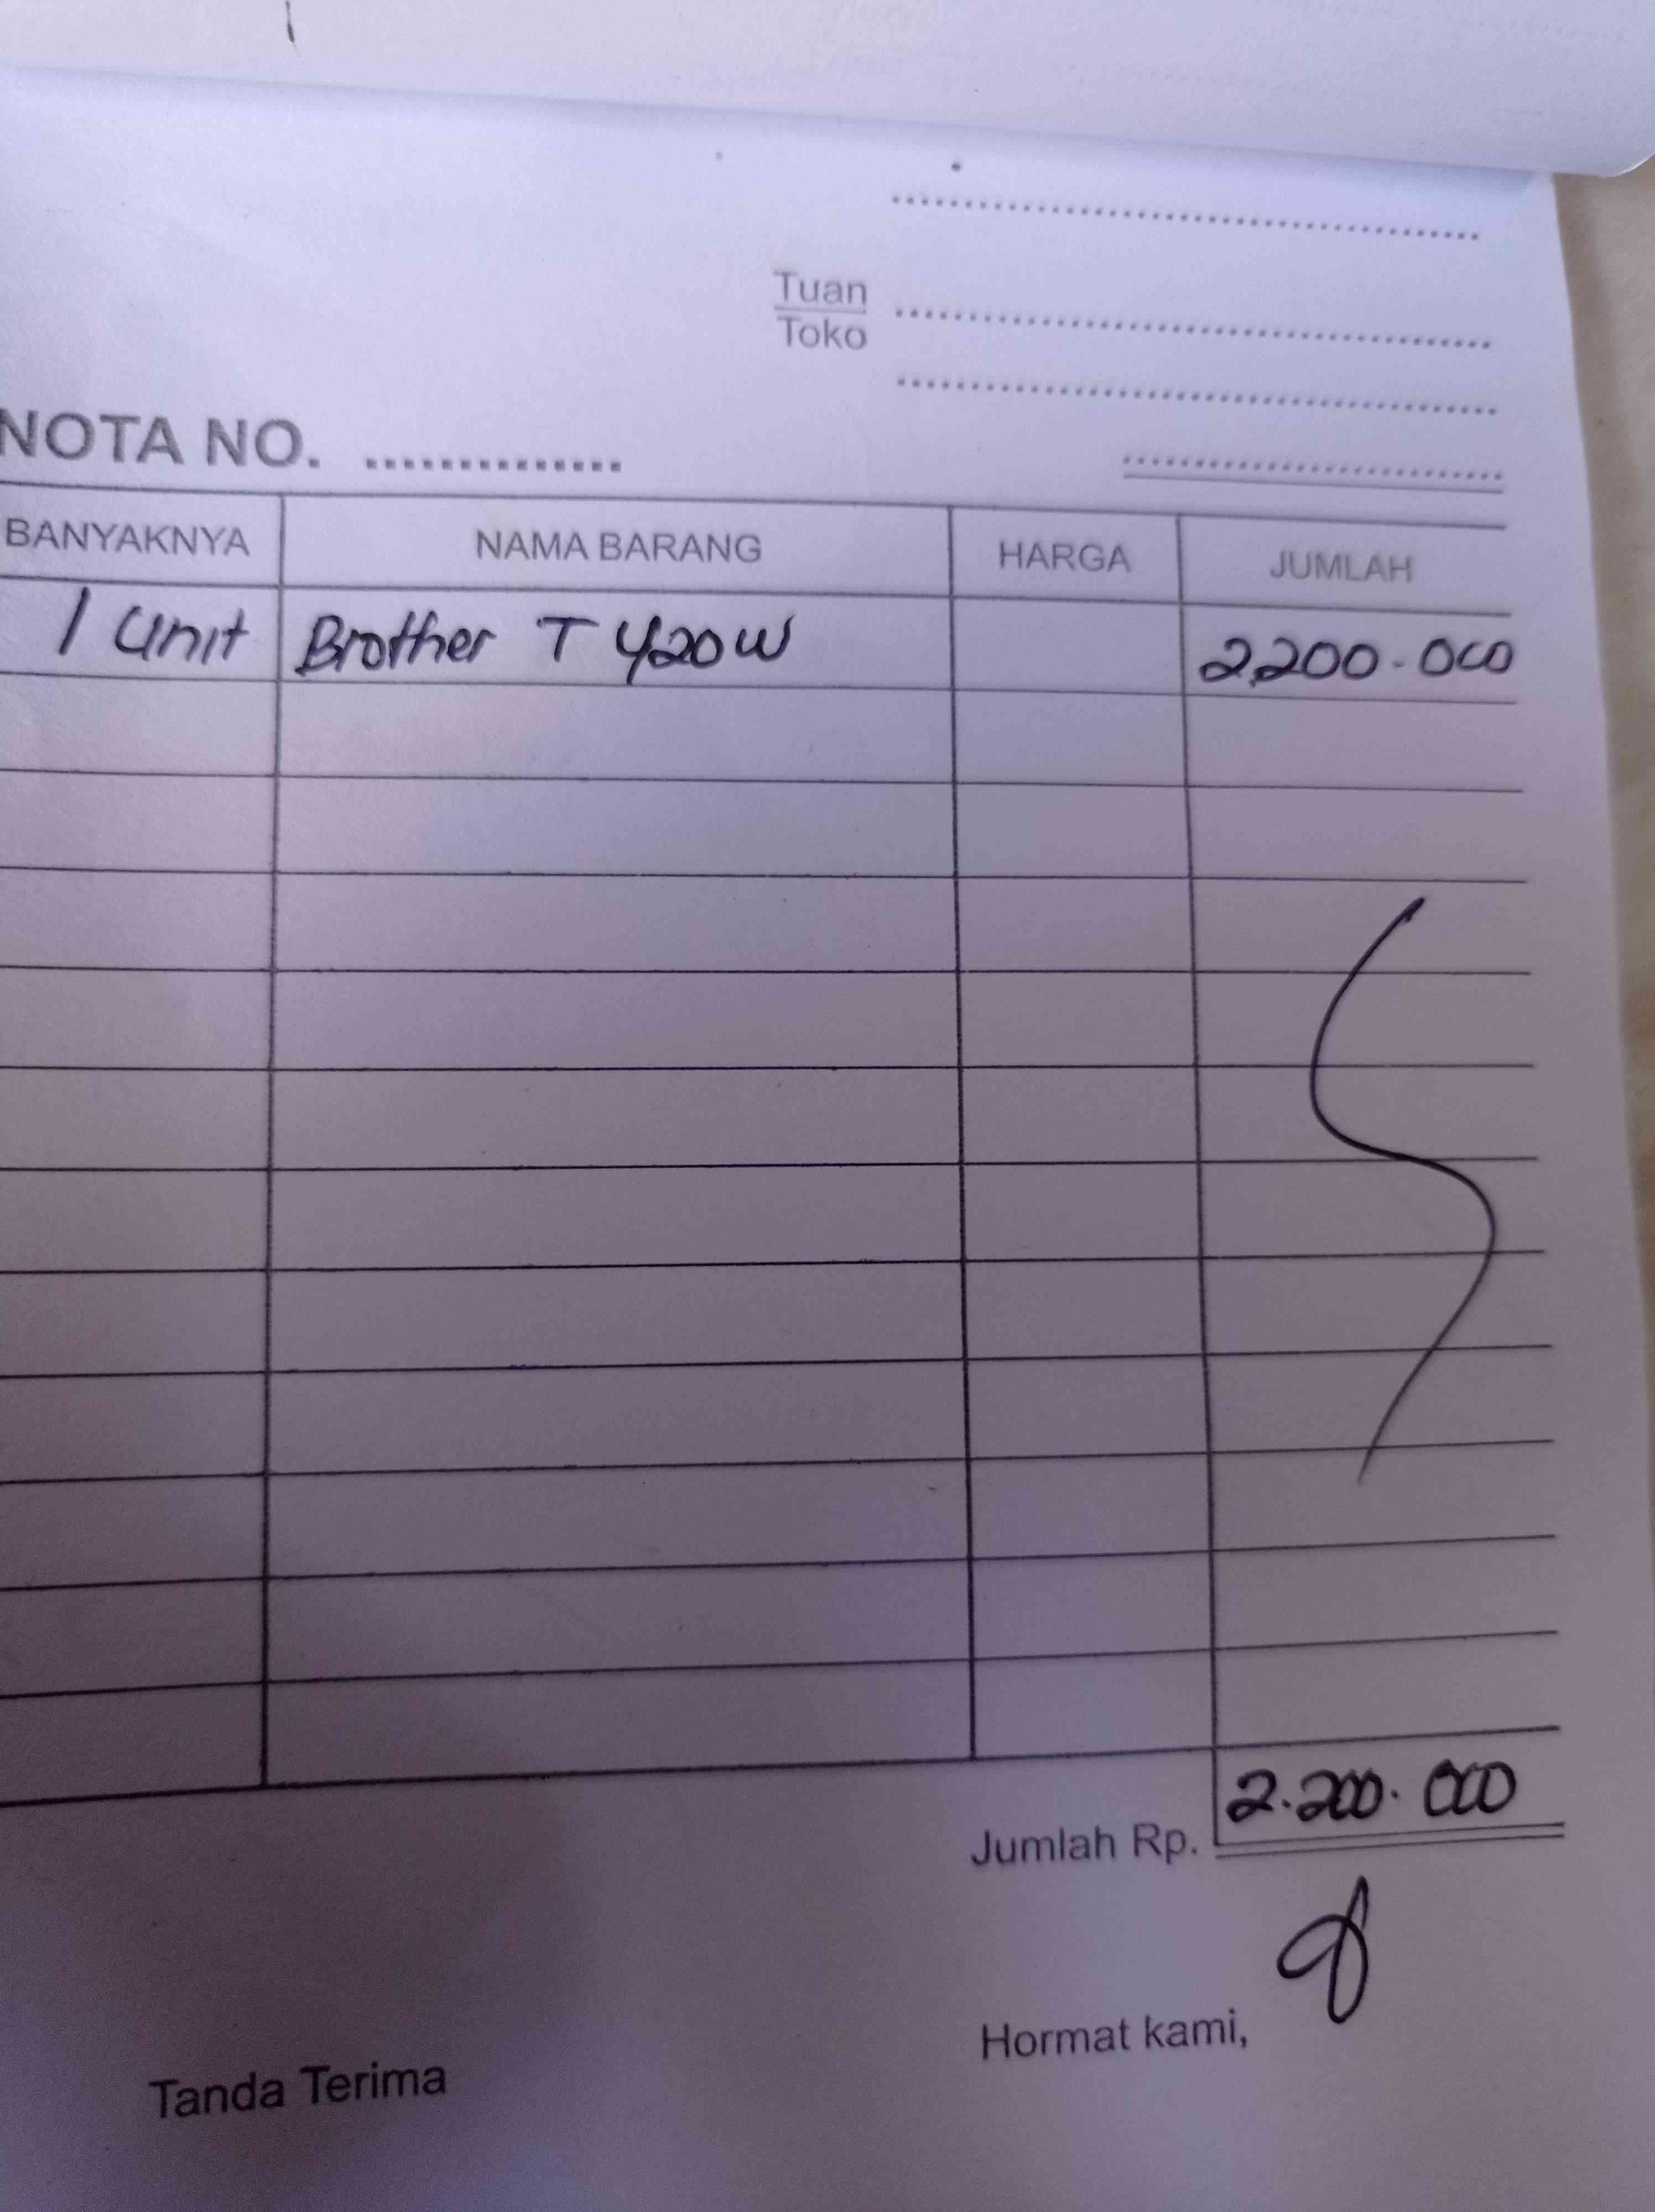 Tuan
Toko
NOTA NO. ..............
BANYAKNYA NAMA BARANG HARGA JUMLAH
1 Unit Brother T 420W 2.200.000
Jumlah Rp. 2.200.000
Hormat kami,
Tanda Terima